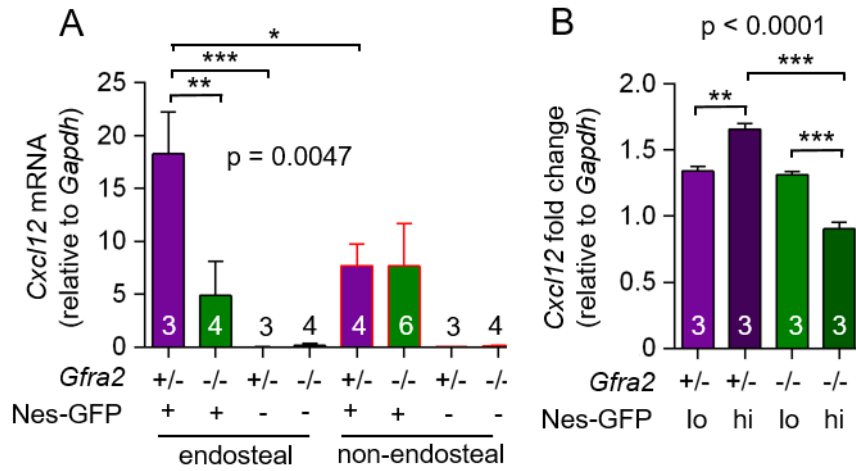 A
*
***
**
p = 0.0047
Cxcl12 mRNA
(relative to Gapdh)
25
20
15
10
5
0
3 4 3 4 4 6 3 4
Gfra2 +/- -/- +/- -/- +/- -/- +/- -/-
Nes-GFP + + - - + + - -
endosteal non-endosteal
B
p < 0.0001
***
**
***
Cxcl12 fold change
(relative to Gapdh)
2.0
1.5
1.0
0.5
0
3 3 3 3
Gfra2 +/- +/- -/- -/-
Nes-GFP lo hi lo hi